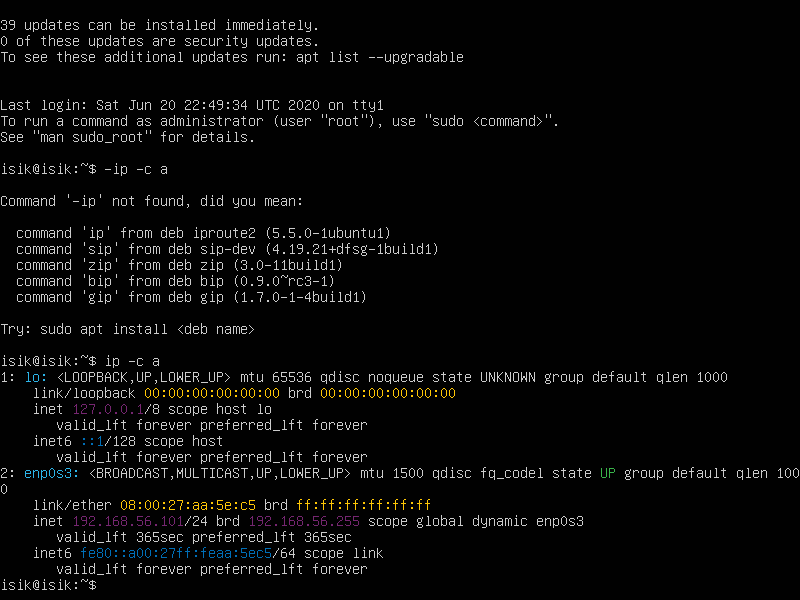 39 updates can be installed immediately.
0 of these updates are security updates.
To see these additional updates run: apt list --upgradable
Last login: Sat Jun 20 22:49:34 UTC 2020 on tty1
To run a command as administrator (user "root"), use "sudo <command>".
See "man sudo_root" for details.
isik@isik:~$ -ip -c a
Command '-ip' not found, did you mean:
command 'ip' from deb iproute2 (5.5.0-1ubuntu1)
command 'sip' from deb sip-dev (4.19.21+dfsg-1build1)
command 'zip' from deb zip (3.0-11build1)
command 'bip' from deb bip (0.9.0~rc3-1)
command 'gip' from deb gip (1.7.0-1-4build1)
Try: sudo apt install <deb name>
isik@isik:~$ ip -c a
1: lo: <LOOPBACK,UP,LOWER_UP> mtu 65536 qdisc noqueue state UNKNOWN group default qlen 1000
link/loopback 00:00:00:00:00:00 brd 00:00:00:00:00:00
inet 127.0.0.1/8 scope host lo
valid_lft forever preferred_lft forever
inet6 ::1/128 scope host
valid_lft forever preferred_lft forever
2: enp0s3: <BROADCAST,MULTICAST,UP,LOWER_UP> mtu 1500 qdisc fq_codel state UP group default qlen 100
0
link/ether 08:00:27:aa:5e:c5 brd ff:ff:ff:ff:ff:ff
inet 192.168.56.101/24 brd 192.168.56.255 scope global dynamic enp0s3
valid_lft 365sec preferred_lft 365sec
inet6 fe80::a00:27ff:feaa:5ec5/64 scope link
valid_lft forever preferred_lft forever
isik@isik:~$